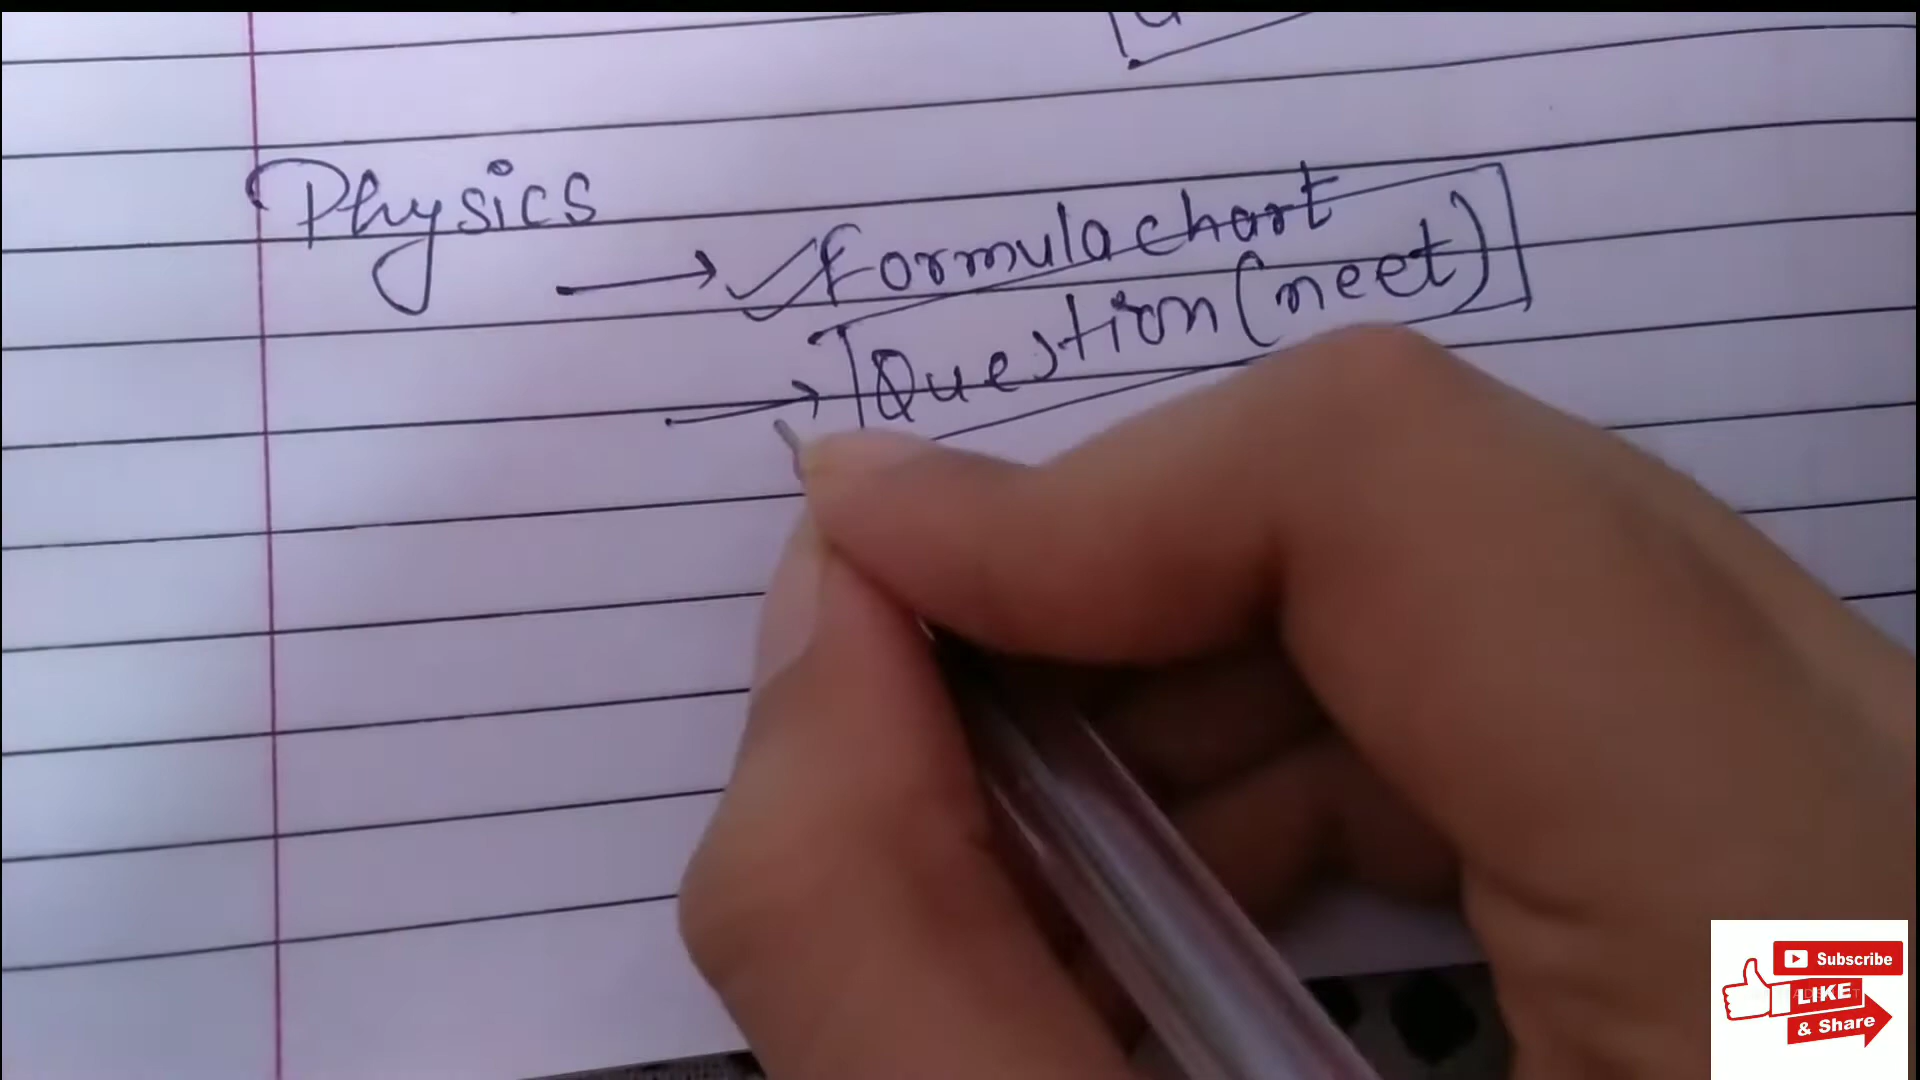 Physics
→ ✓ Formula chart
→ Question (neet)
Subscribe
LIKE
& Share